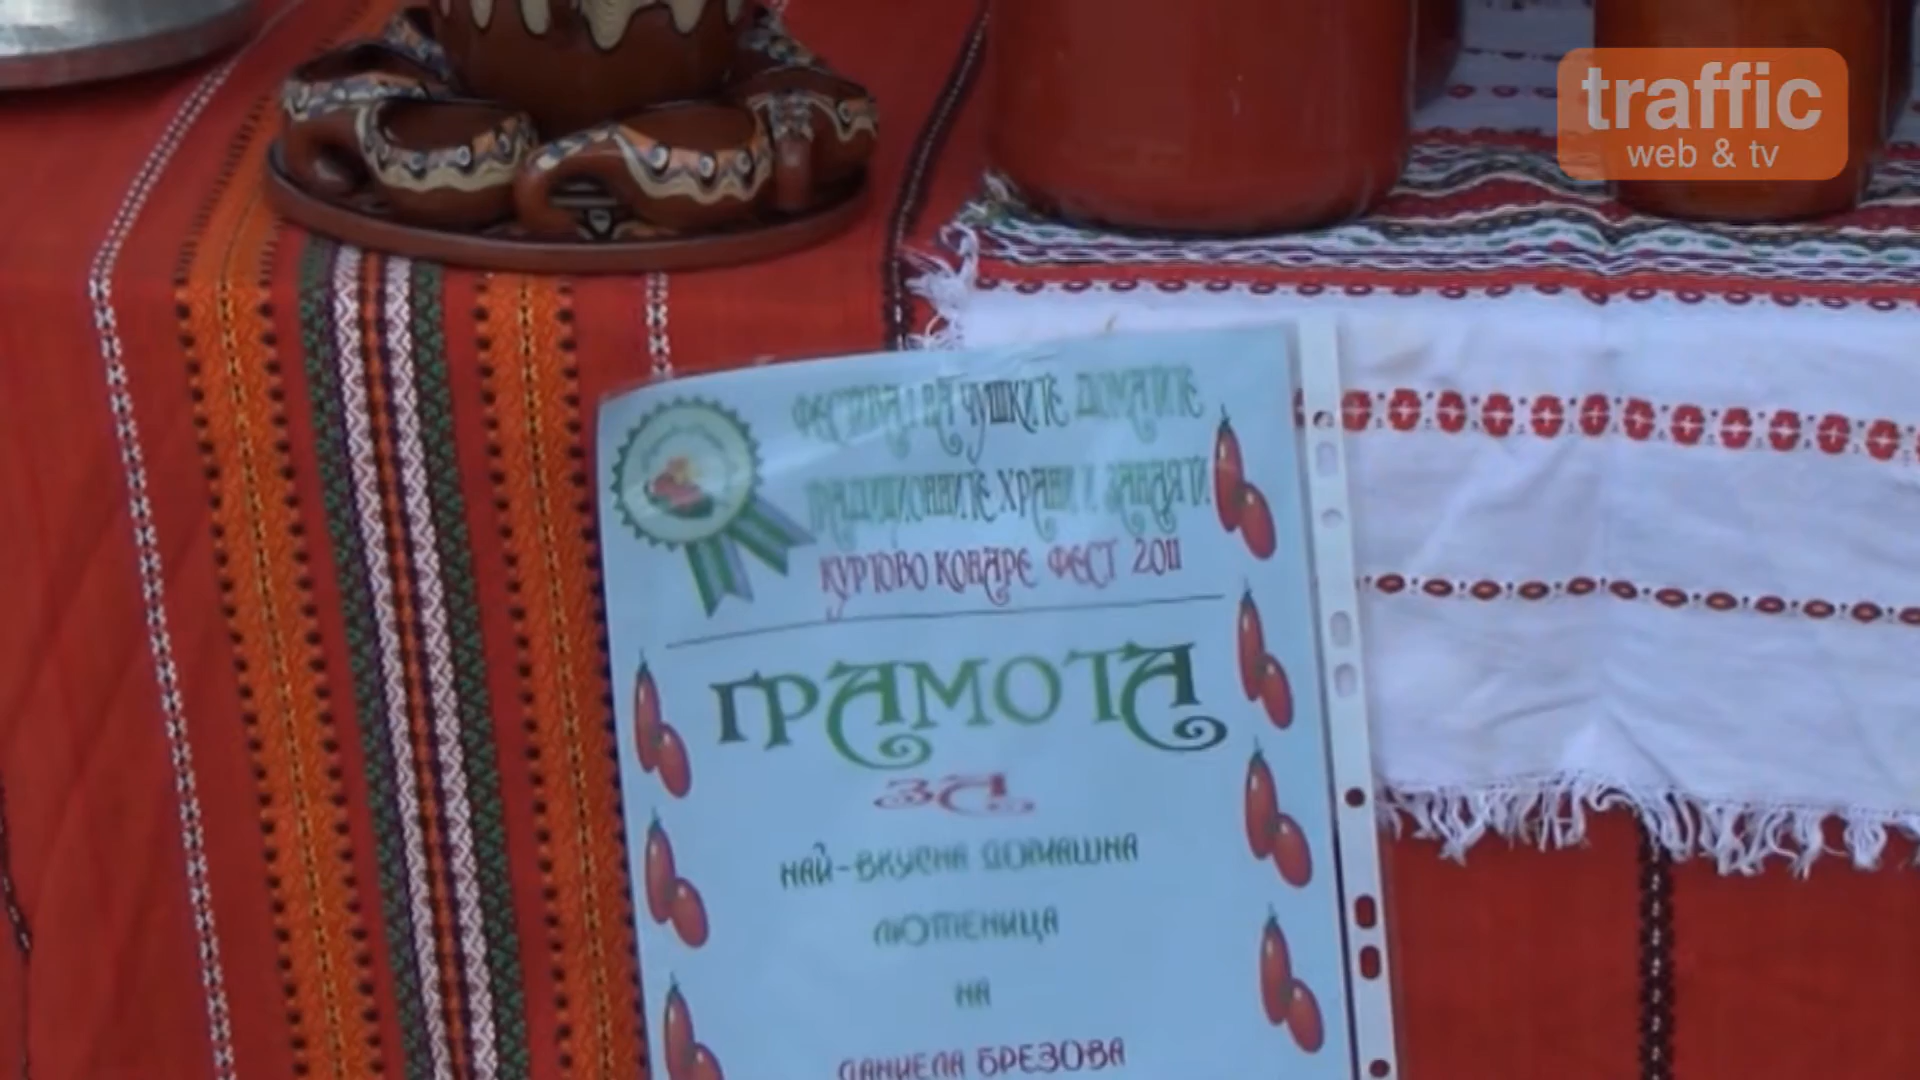 traffic
web & tv
ФЕСТИВАЛ НА ЧУШКИТЕ, ДОМАТИТЕ
ТРАДИЦИОННИТЕ ХРАНИ И ЗАНАЯТИ
КУРТОВО КОНАРЕ ФЕСТ 2011
ГРАМОТА
ЗА
НАЙ-ВКУСНА ДОМАШНА
ЛЮТЕНИЦА
НА
ДАНИЕЛА БРЕЗОВА